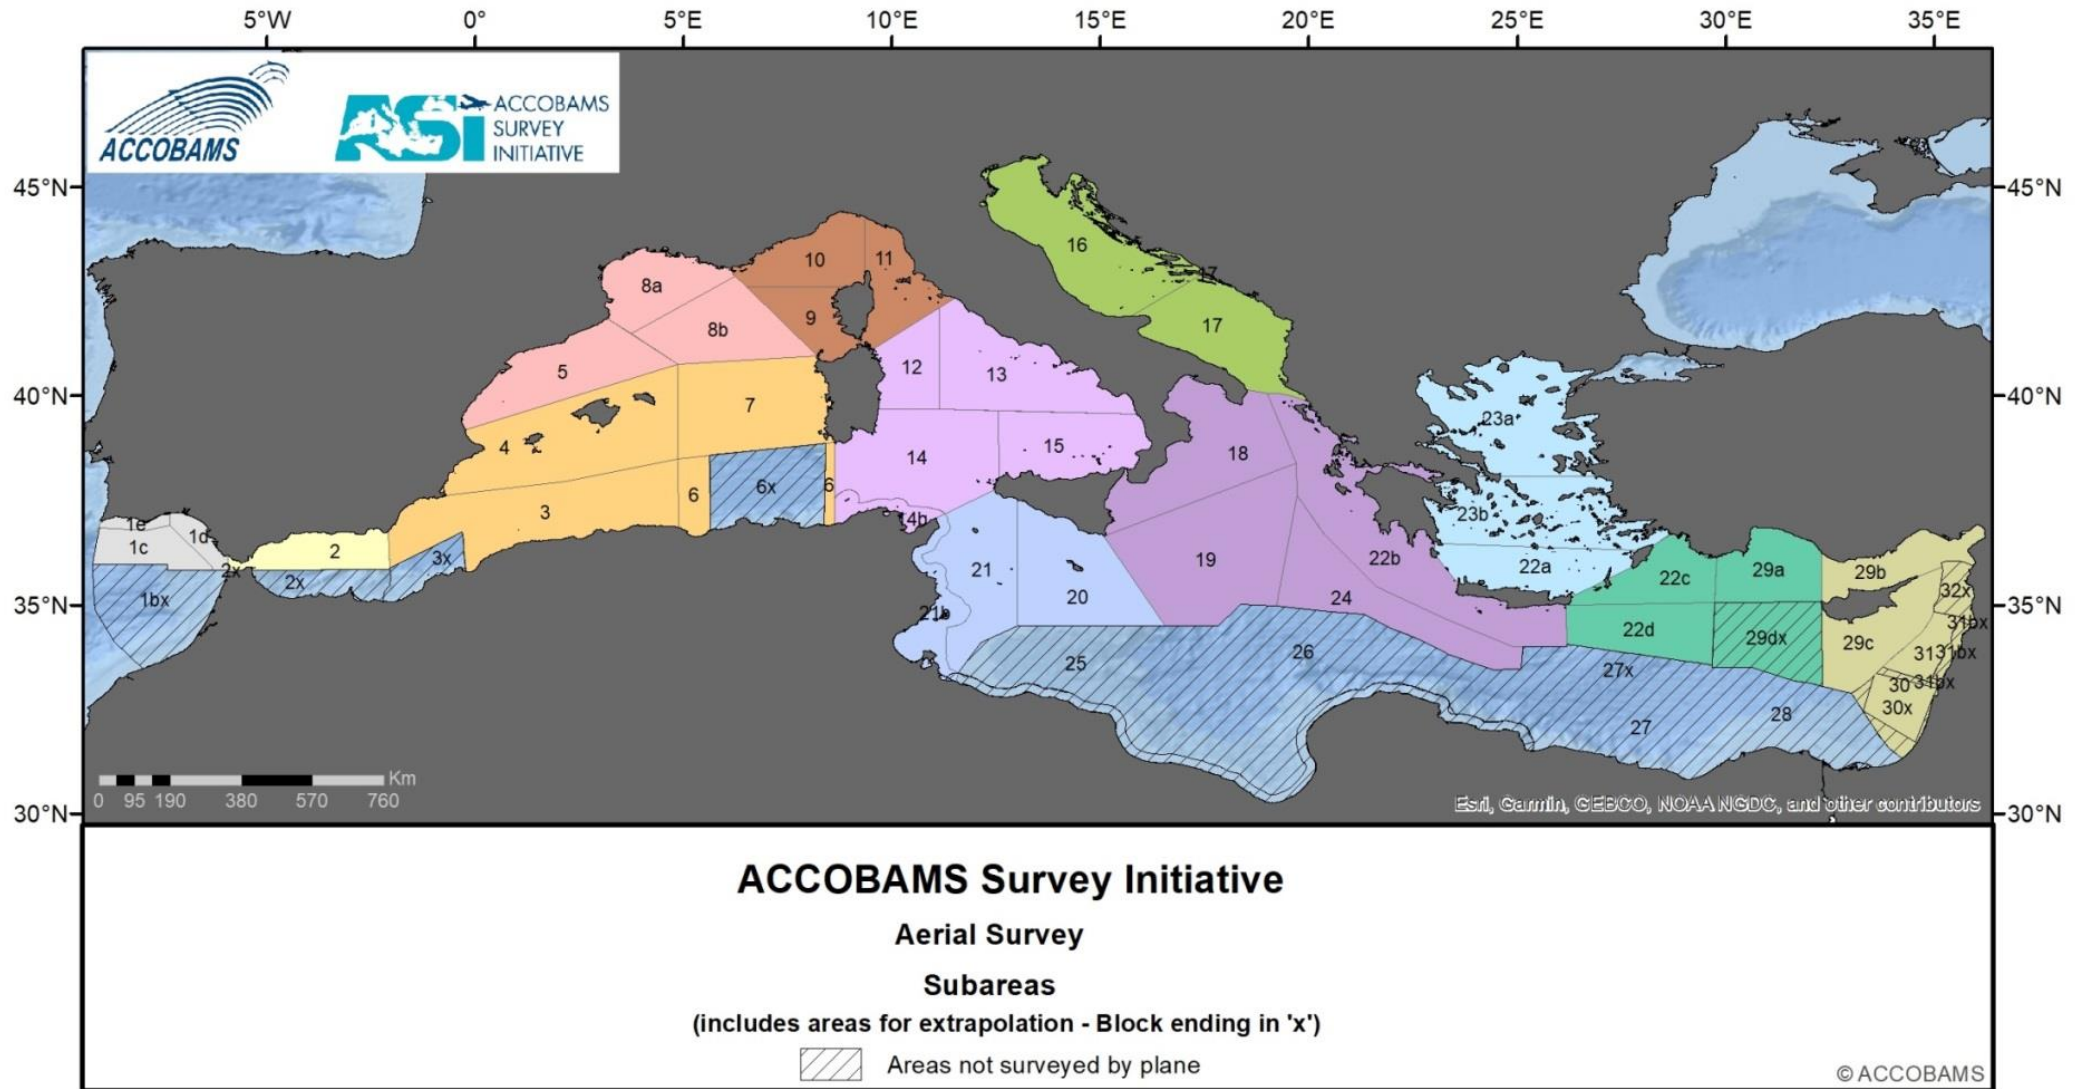 5°W 0° 5°E 10°E 15°E 20°E 25°E 30°E 35°E
ACCOBAMS
ASI
ACCOBAMS
SURVEY
INITIATIVE
45°N 45°N
40°N 40°N
35°N 35°N
30°N 30°N
16
17
17
10
11
8a
9
8b
5
12
13
7
4
14
15
18
6x
6
6
3
14b
1e
1d
1c
2
2x
2x
3x
1bx
21
21b
20
19
22b
24
23a
23b
22a
22c
29a
29b
32x
22d
29dx
29c
31bx
31
31bx
31bx
30
30x
25
26
27x
27
28
Km
0 95 190 380 570 760
Esri, Garmin, GEBCO, NOAA NGDC, and other contributors
ACCOBAMS Survey Initiative
Aerial Survey
Subareas
(includes areas for extrapolation - Block ending in 'x')
Areas not surveyed by plane
© ACCOBAMS